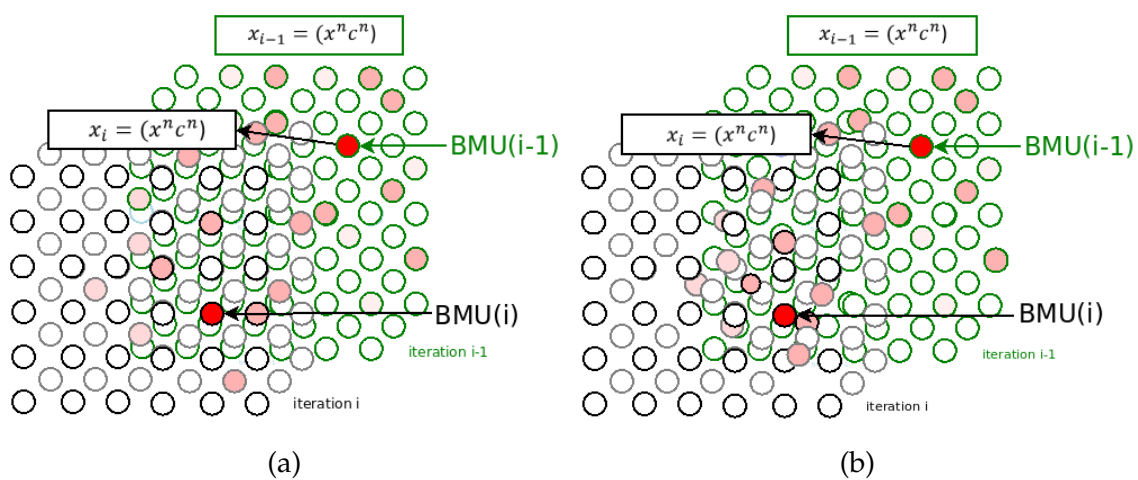 x_{i−1} = (x^n c^n)
x_i = (x^n c^n)
BMU(i-1)
BMU(i)
iteration i-1
iteration i
(a)
x_{i−1} = (x^n c^n)
x_i = (x^n c^n)
BMU(i-1)
BMU(i)
iteration i-1
iteration i
(b)